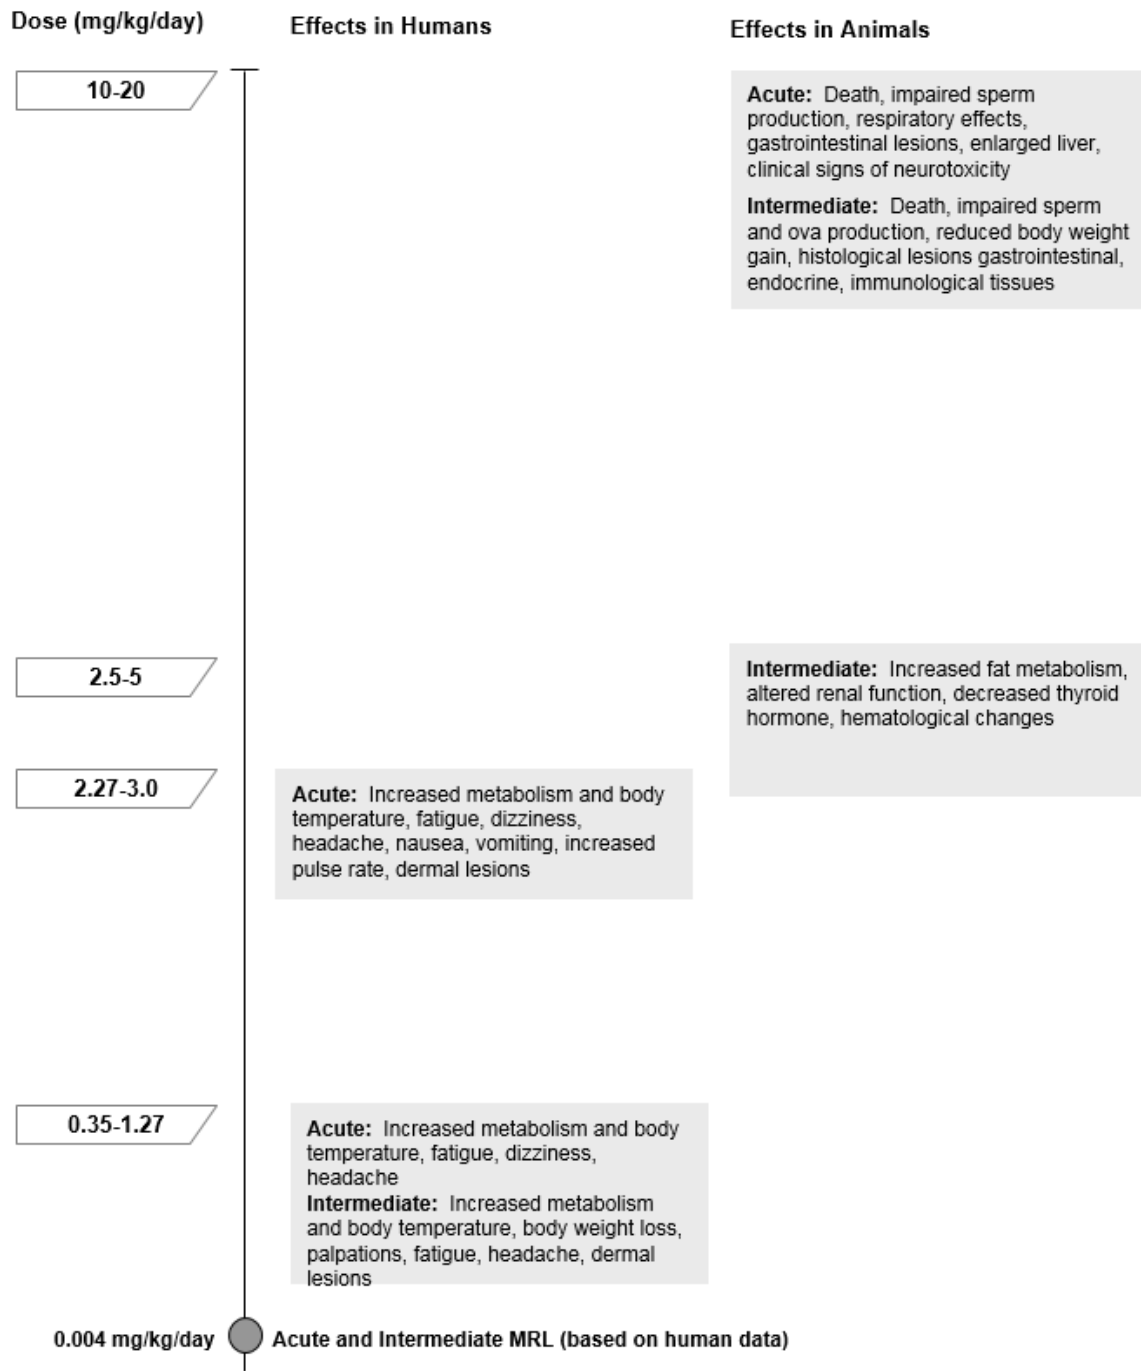 Dose (mg/kg/day)
Effects in Humans
Effects in Animals
10-20
Acute:  Death, impaired sperm
production, respiratory effects,
gastrointestinal lesions, enlarged liver,
clinical signs of neurotoxicity
Intermediate:  Death, impaired sperm
and ova production, reduced body weight
gain, histological lesions gastrointestinal,
endocrine, immunological tissues
2.5-5
Intermediate:  Increased fat metabolism,
altered renal function, decreased thyroid
hormone, hematological changes
2.27-3.0
Acute:  Increased metabolism and body
temperature, fatigue, dizziness,
headache, nausea, vomiting, increased
pulse rate, dermal lesions
0.35-1.27
Acute:  Increased metabolism and body
temperature, fatigue, dizziness,
headache
Intermediate:  Increased metabolism
and body temperature, body weight loss,
palpations, fatigue, headache, dermal
lesions
0.004 mg/kg/day
Acute and Intermediate MRL (based on human data)